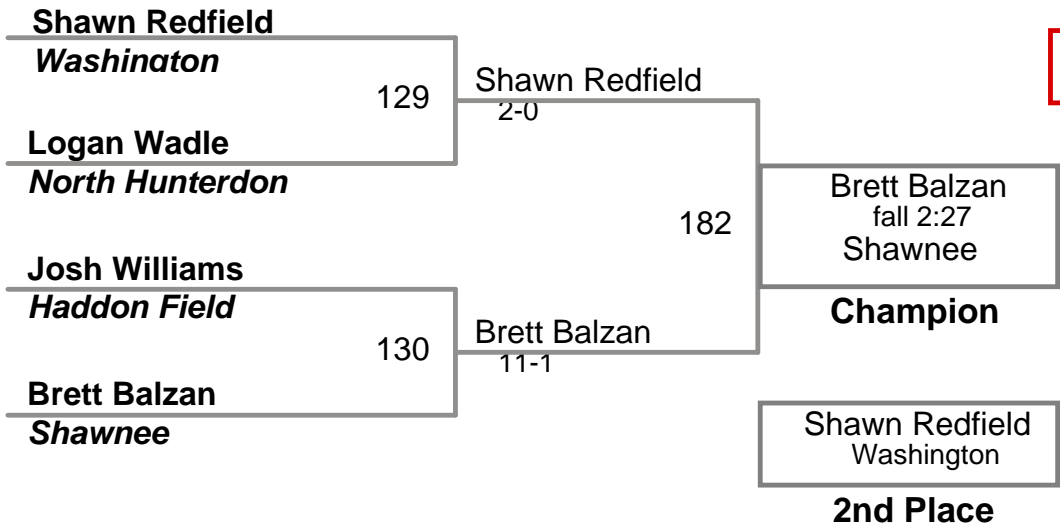 Shawn Redfield
Washington
129
Shawn Redfield
2-0
Logan Wadle
North Hunterdon
182
Brett Balzan
fall 2:27
Shawnee
Champion
Josh Williams
Haddon Field
130
Brett Balzan
11-1
Brett Balzan
Shawnee
Shawn Redfield
Washington
2nd Place